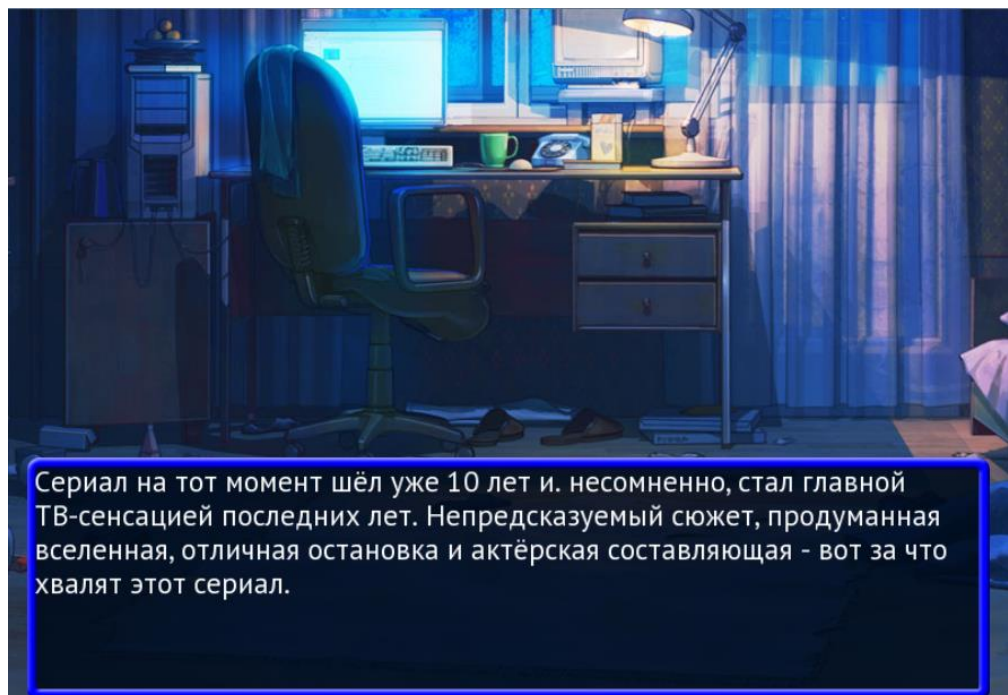 Сериал на тот момент шёл уже 10 лет и. несомненно, стал главной
ТВ-сенсацией последних лет. Непредсказуемый сюжет, продуманная
вселенная, отличная остановка и актёрская составляющая - вот за что
хвалят этот сериал.